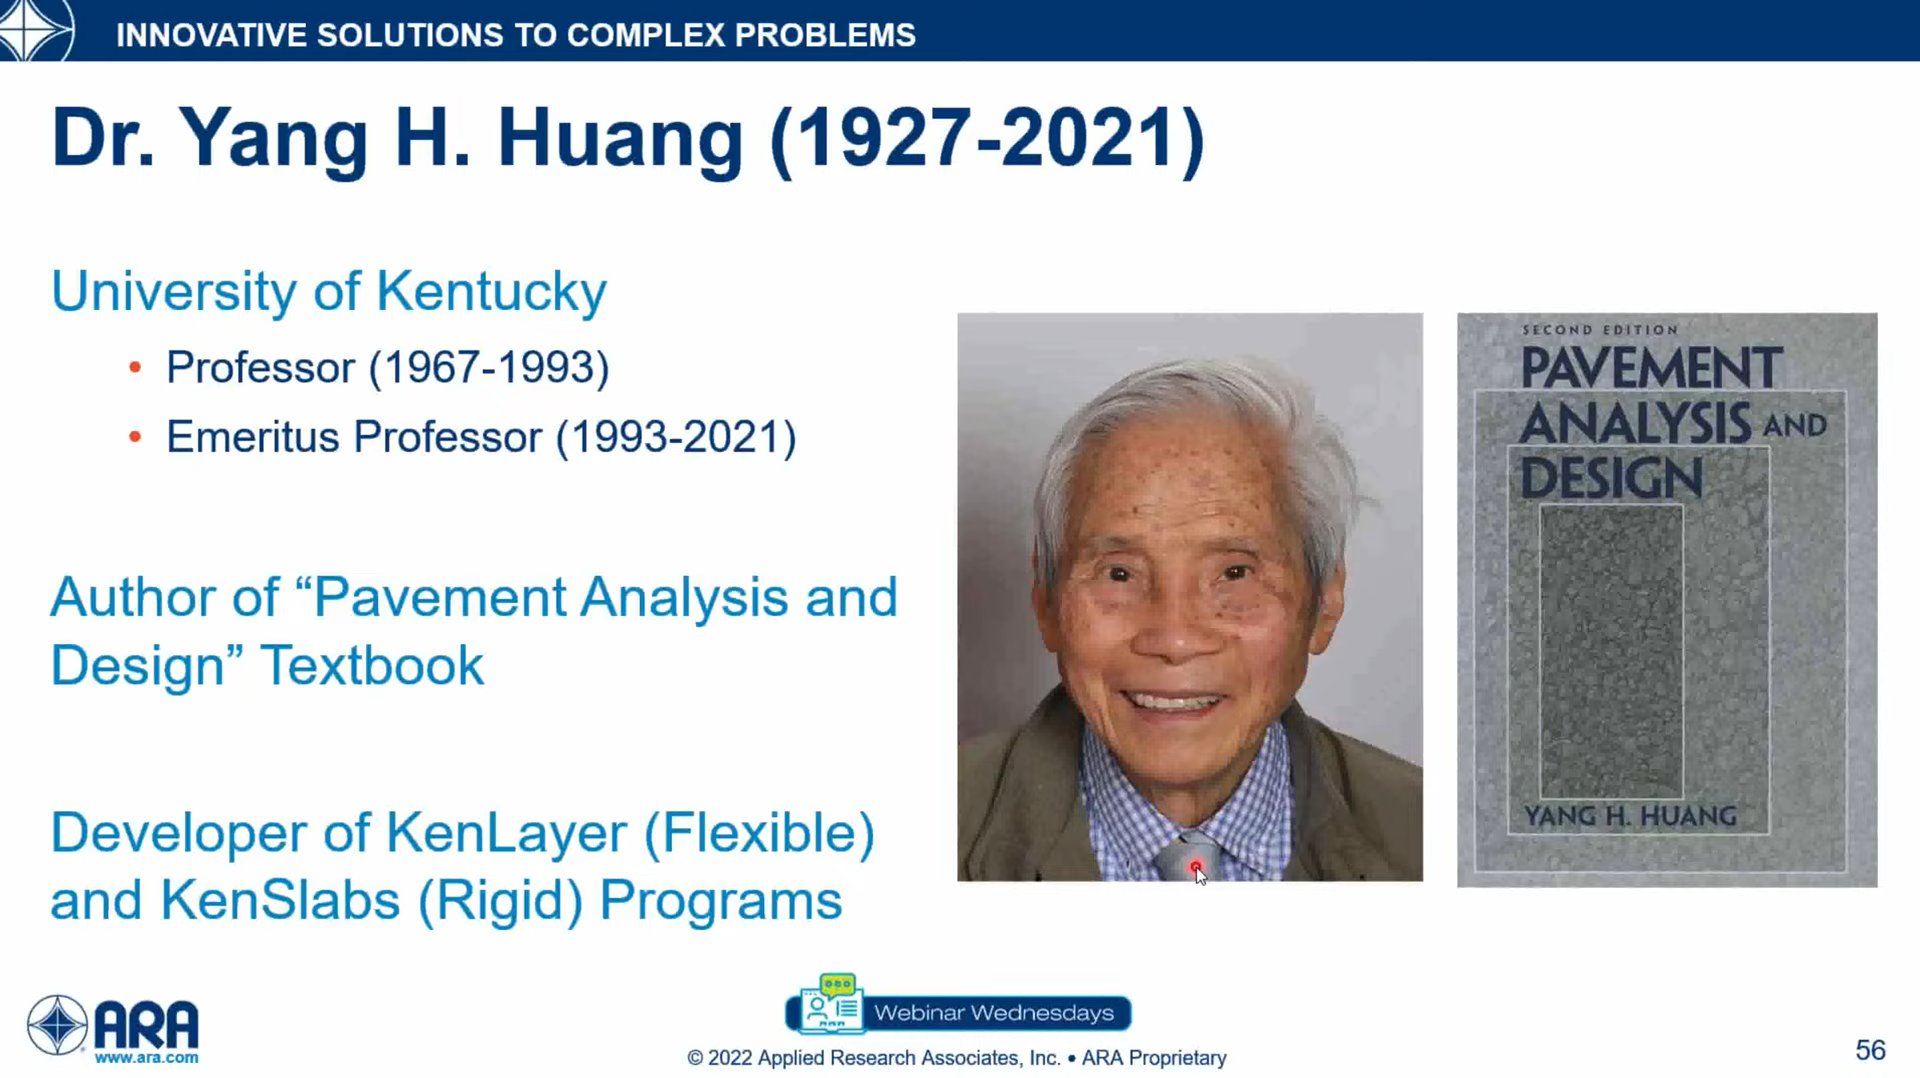 INNOVATIVE SOLUTIONS TO COMPLEX PROBLEMS
Dr. Yang H. Huang (1927-2021)
University of Kentucky
• Professor (1967-1993)
• Emeritus Professor (1993-2021)
Author of “Pavement Analysis and
Design” Textbook
Developer of KenLayer (Flexible)
and KenSlabs (Rigid) Programs
SECOND EDITION
PAVEMENT
ANALYSIS AND
DESIGN
YANG H. HUANG
ARA
www.ara.com
Webinar Wednesdays
© 2022 Applied Research Associates, Inc. • ARA Proprietary
56